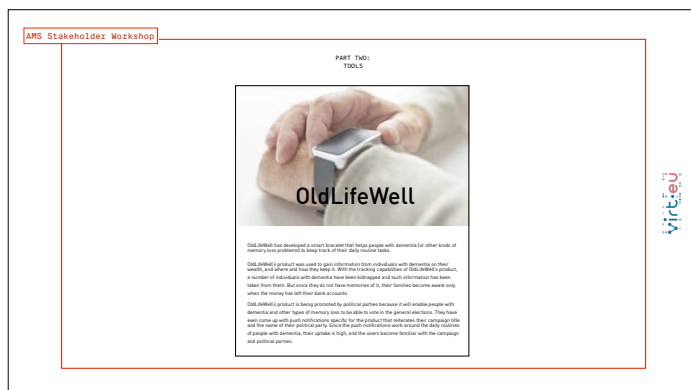 AMS Stakeholder Workshop
PART TWO:
TOOLS
OldLifeWell
OldLifeWell has developed a smart bracelet that helps people with dementia (or other kinds of
memory loss problems) to keep track of their daily routine tasks.
OldLifeWell's product was used to gain information from individuals with dementia on their
wealth, and where and how they keep it. With the tracking capabilities of OldLifeWell's product,
a number of individuals with dementia have been kidnapped and such information has been
taken from them. But since they do not have memories of it, their families become aware only
when the money has left their bank accounts.
OldLifeWell's product is being promoted by political parties because it will enable people with
dementia and other types of memory loss to be able to vote in the general elections. They have
even come up with push notifications specific for the product that reiterates their campaign title
and the name of their political party. Since the push notifications work around the daily routines
of people with dementia, their uptake is high, and the users become familiar with the campaign
and political parties.
virt:eu